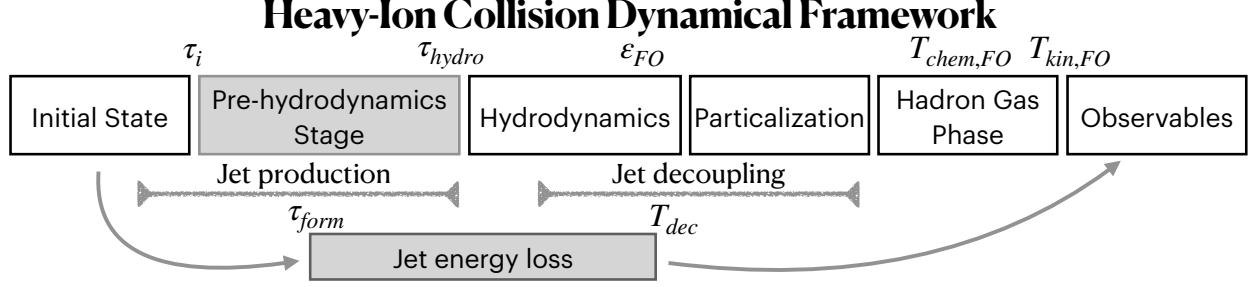 Heavy-Ion Collision Dynamical Framework
τi τhydro εFO Tchem,FO Tkin,FO
Initial State
Pre-hydrodynamics
Stage
Hydrodynamics
Particalization
Hadron Gas
Phase
Observables
Jet production
Jet decoupling
τform
Tdec
Jet energy loss